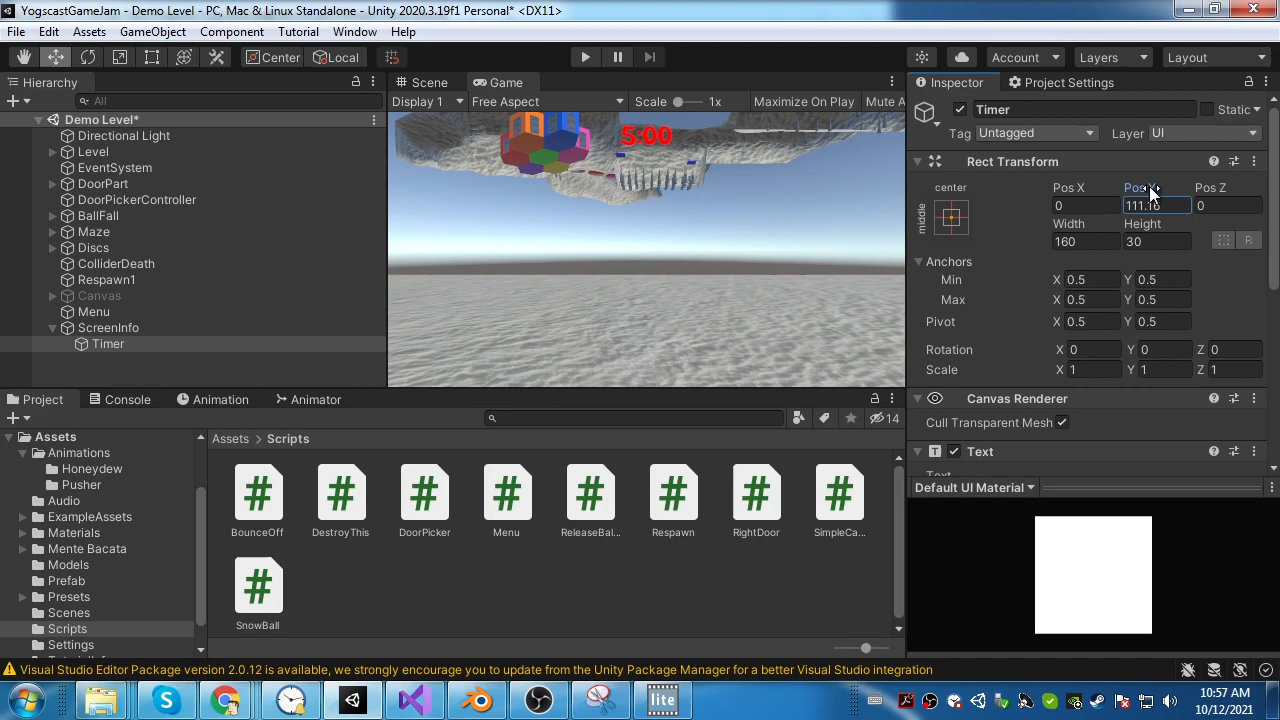 YogscastGameJam - Demo Level - PC, Mac & Linux Standalone - Unity 2020.3.19f1 Personal* <DX11>
File Edit Assets GameObject Component Tutorial Window Help
Center Local Account Layers Layout
Hierarchy
All
Demo Level*
Directional Light
Level
EventSystem
DoorPart
DoorPickerController
BallFall
Maze
Discs
ColliderDeath
Respawn1
Canvas
Menu
ScreenInfo
Timer
Scene Game
Display 1 Free Aspect Scale 1x Maximize On Play Mute A
5:00
Inspector Project Settings
Timer Static
Tag Untagged Layer UI
Rect Transform
center
middle
Pos X Pos Y Pos Z
0 111.16 0
Width Height
160 30 R
Anchors
Min X 0.5 Y 0.5
Max X 0.5 Y 0.5
Pivot X 0.5 Y 0.5
Rotation X 0 Y 0 Z 0
Scale X 1 Y 1 Z 1
Canvas Renderer
Cull Transparent Mesh
Text
Default UI Material
Project Console Animation Animator
14
Assets
Animations
Honeydew
Pusher
Audio
ExampleAssets
Materials
Mente Bacata
Models
Prefab
Presets
Scenes
Scripts
Settings
Assets > Scripts
BounceOff DestroyThis DoorPicker Menu ReleaseBal... Respawn RightDoor SimpleCa...
SnowBall
Visual Studio Editor Package version 2.0.12 is available, we strongly encourage you to update from the Unity Package Manager for a better Visual Studio integration
lite
10:57 AM
10/12/2021